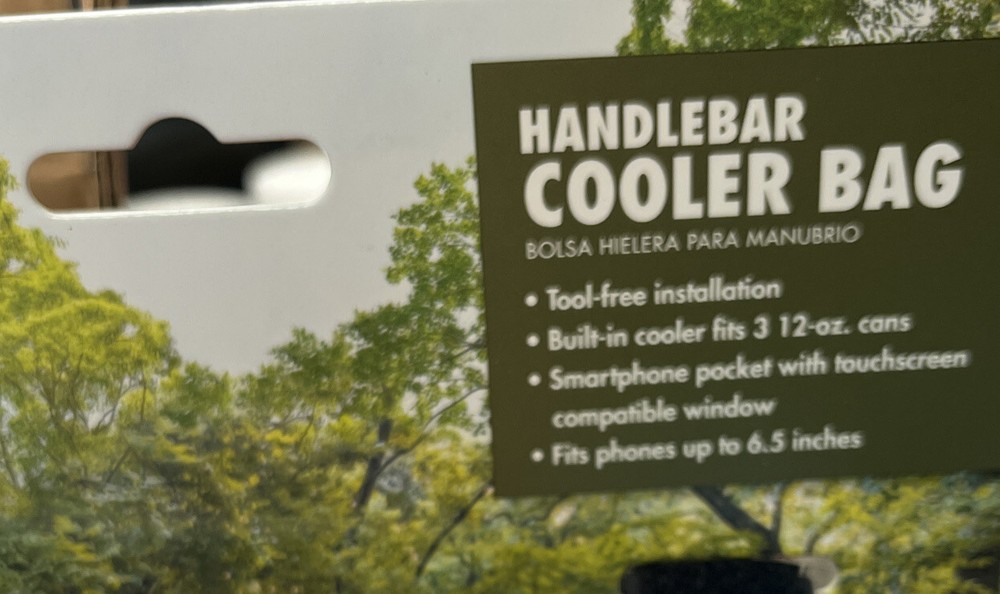 HANDLEBAR
COOLER BAG
BOLSA HIELERA PARA MANUBRIO
• Tool-free installation
• Built-in cooler fits 3 12-oz. cans
• Smartphone pocket with touchscreen
compatible window
• Fits phones up to 6.5 inches